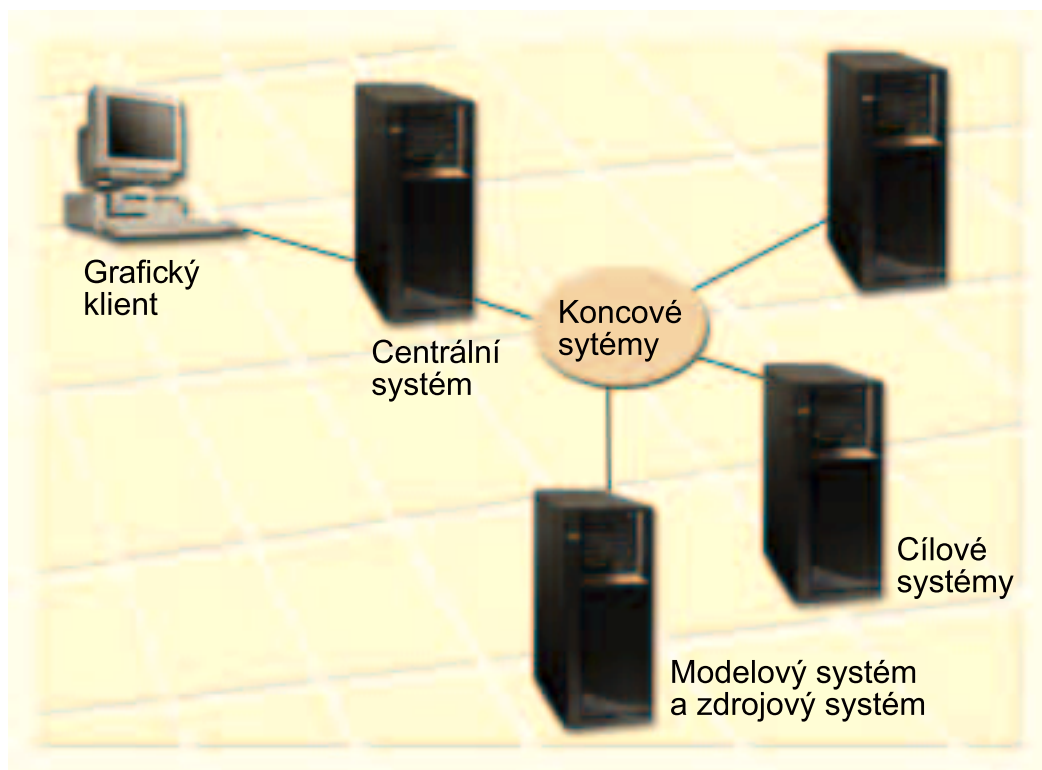 Grafický
klient
Centrální
systém
Koncové
sytémy
Cílové
systémy
Modelový systém
a zdrojový systém